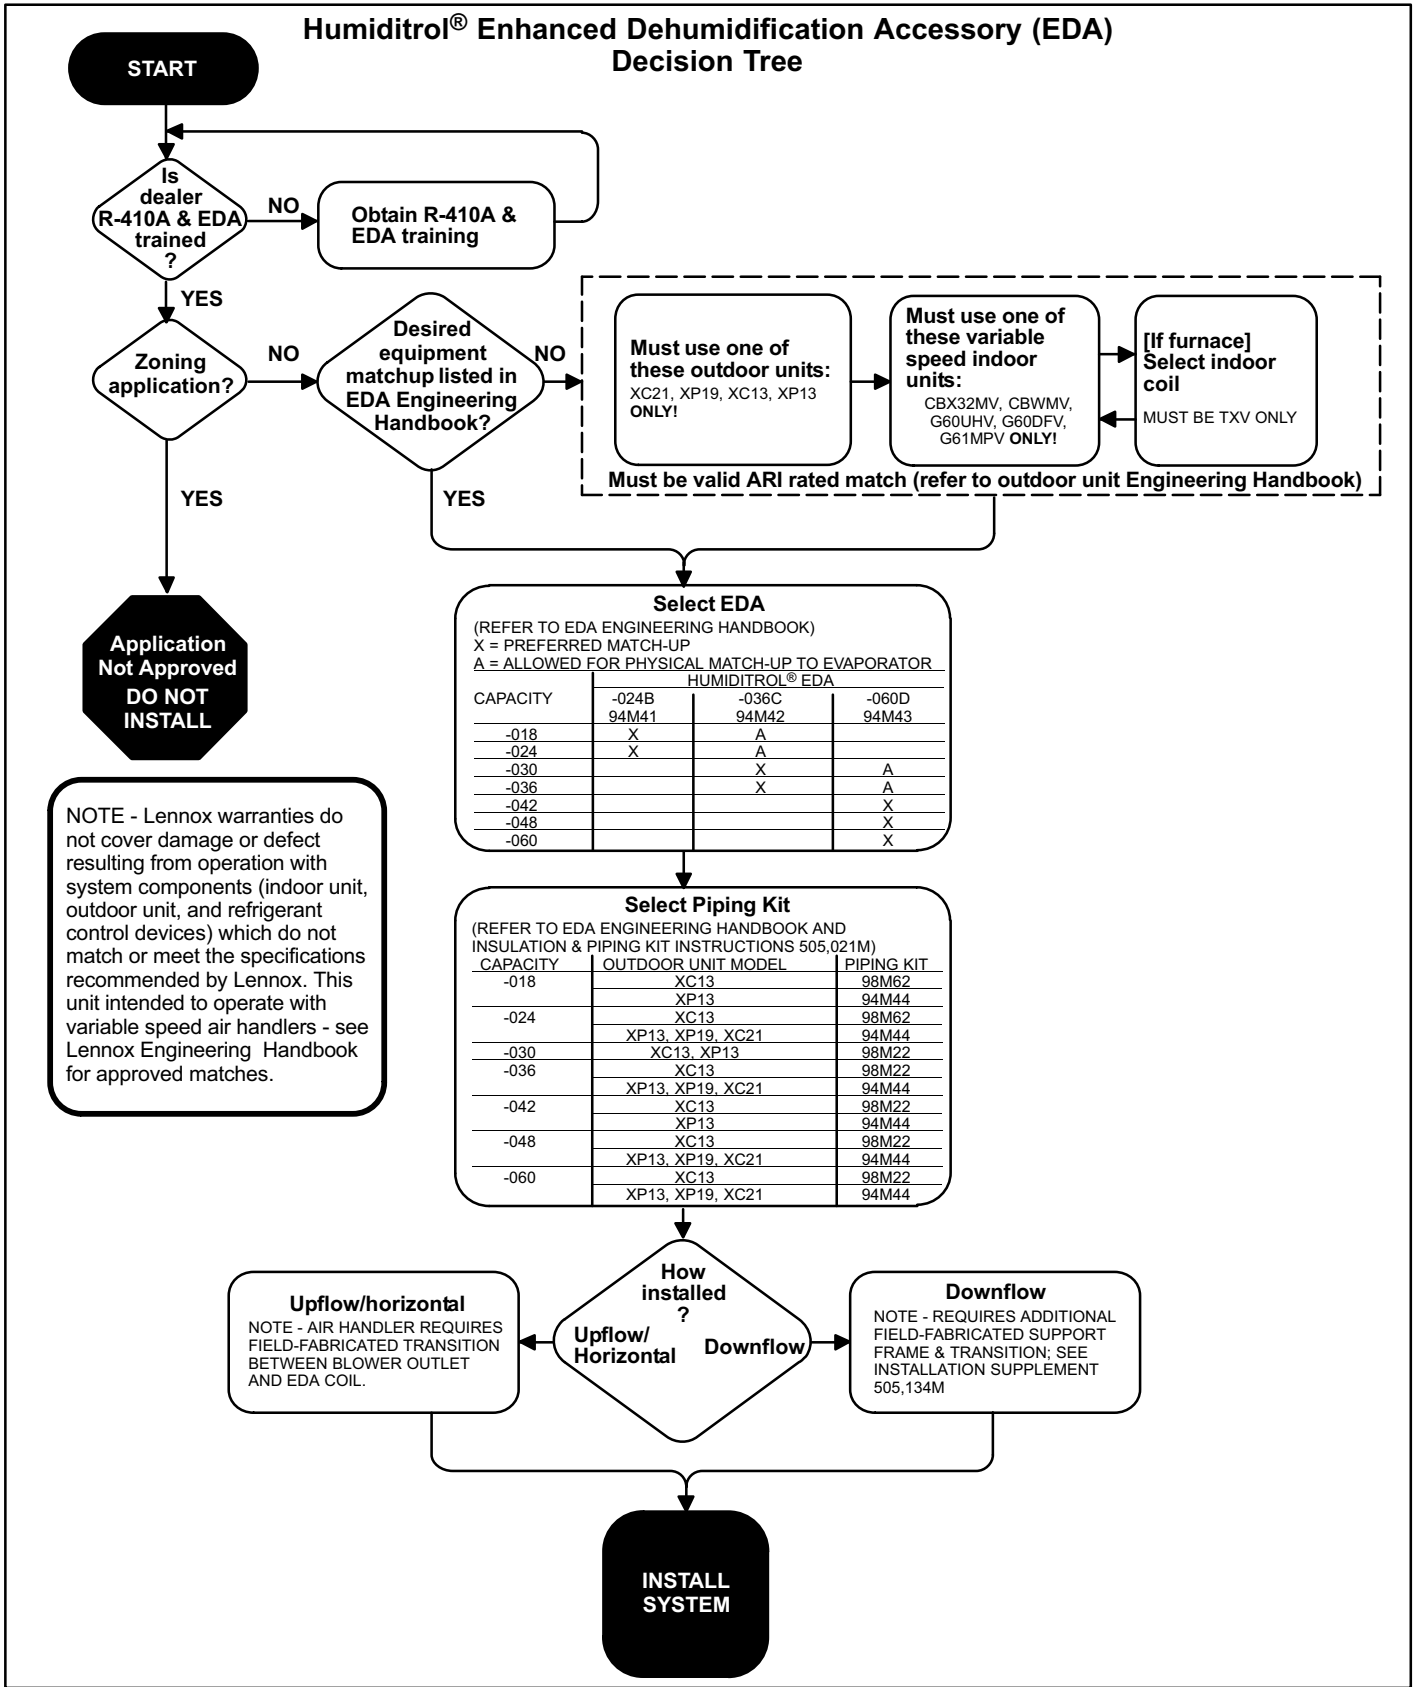 Humiditrol® Enhanced Dehumidification Accessory (EDA)
Decision Tree
START
Is
dealer
R-410A & EDA
trained
?
NO
Obtain R-410A &
EDA training
YES
Zoning
application?
NO
Desired
equipment
matchup listed in
EDA Engineering
Handbook?
NO
Must use one of
these outdoor units:
XC21, XP19, XC13, XP13
ONLY!
Must use one of
these variable
speed indoor
units:
CBX32MV, CBWMV,
G60UHV, G60DFV,
G61MPV ONLY!
[If furnace]
Select indoor
coil
MUST BE TXV ONLY
Must be valid ARI rated match (refer to outdoor unit Engineering Handbook)
YES
YES
Application
Not Approved
DO NOT
INSTALL
NOTE - Lennox warranties do
not cover damage or defect
resulting from operation with
system components (indoor unit,
outdoor unit, and refrigerant
control devices) which do not
match or meet the specifications
recommended by Lennox. This
unit intended to operate with
variable speed air handlers - see
Lennox Engineering Handbook
for approved matches.
Select EDA
(REFER TO EDA ENGINEERING HANDBOOK)
X = PREFERRED MATCH-UP
A = ALLOWED FOR PHYSICAL MATCH-UP TO EVAPORATOR
HUMIDITROL® EDA
CAPACITY -024B -036C -060D
94M41 94M42 94M43
-018 X A
-024 X A
-030 X A
-036 X A
-042 X
-048 X
-060 X
Select Piping Kit
(REFER TO EDA ENGINEERING HANDBOOK AND
INSULATION & PIPING KIT INSTRUCTIONS 505,021M)
CAPACITY OUTDOOR UNIT MODEL PIPING KIT
-018 XC13 98M62
XP13 94M44
-024 XC13 98M62
XP13, XP19, XC21 94M44
-030 XC13, XP13 98M22
-036 XC13 98M22
XP13, XP19, XC21 94M44
-042 XC13 98M22
XP13 94M44
-048 XC13 98M22
XP13, XP19, XC21 94M44
-060 XC13 98M22
XP13, XP19, XC21 94M44
How
installed
?
Upflow/
Horizontal
Downflow
Upflow/horizontal
NOTE - AIR HANDLER REQUIRES
FIELD-FABRICATED TRANSITION
BETWEEN BLOWER OUTLET
AND EDA COIL.
Downflow
NOTE - REQUIRES ADDITIONAL
FIELD-FABRICATED SUPPORT
FRAME & TRANSITION; SEE
INSTALLATION SUPPLEMENT
505,134M
INSTALL
SYSTEM